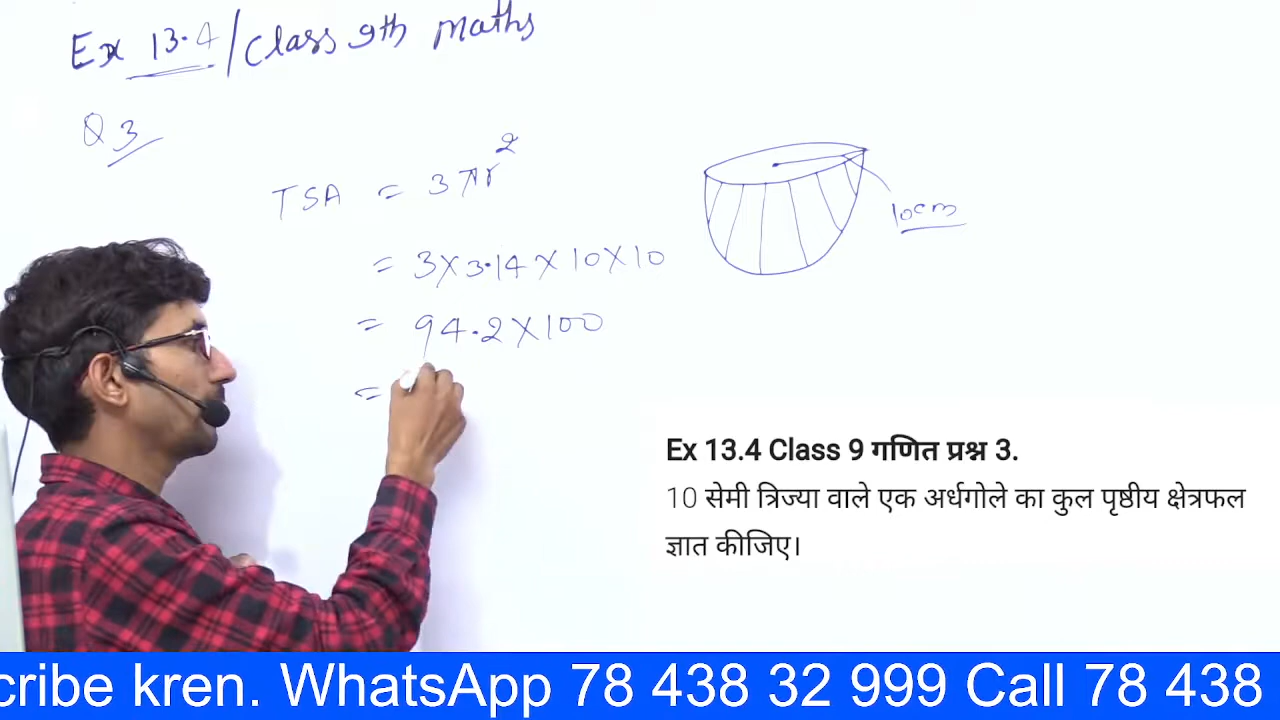 Ex 13.4/Class 9th maths
Q 3
TSA = 3πr²
= 3×3.14×10×10
= 94.2×100
=
10cm
Ex 13.4 Class 9 गणित प्रश्न 3.
10 सेमी त्रिज्या वाले एक अर्धगोले का कुल पृष्ठीय क्षेत्रफल
ज्ञात कीजिए।
cribe kren. WhatsApp 78 438 32 999 Call 78 438